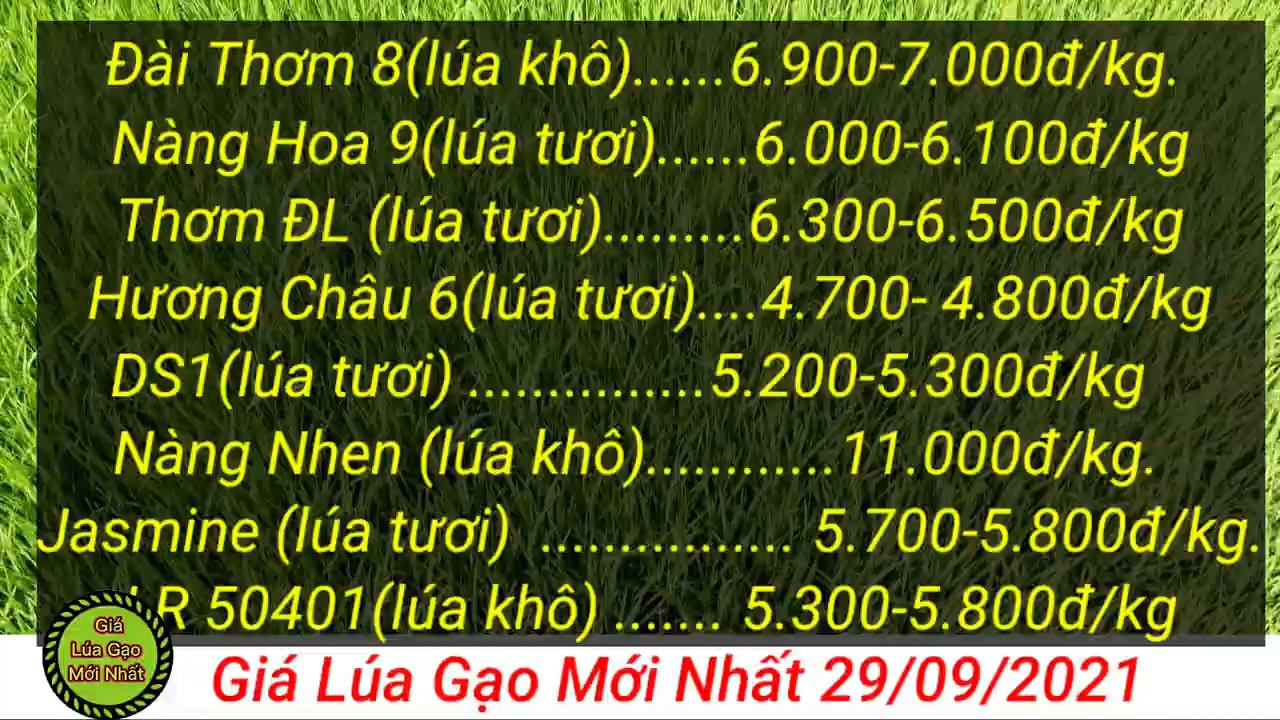 Đài Thơm 8(lúa khô)......6.900-7.000đ/kg.
Nàng Hoa 9(lúa tươi)......6.000-6.100đ/kg
Thơm ĐL (lúa tươi).........6.300-6.500đ/kg
Hương Châu 6(lúa tươi)....4.700- 4.800đ/kg
DS1(lúa tươi) ...............5.200-5.300đ/kg
Nàng Nhen (lúa khô)............11.000đ/kg.
Jasmine (lúa tươi) ................ 5.700-5.800đ/kg.
50401(lúa khô) ....... 5.300-5.800đ/kg
Giá
Lúa Gạo
Mới Nhất
Giá Lúa Gạo Mới Nhất 29/09/2021